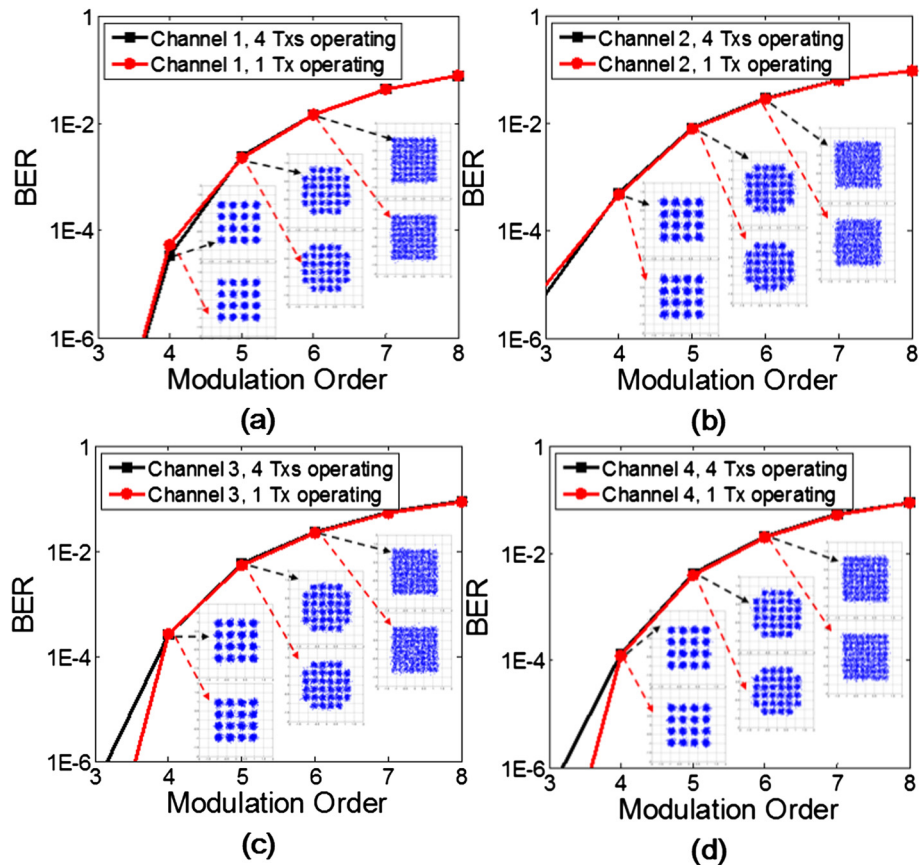 1
1E-2
1E-4
1E-6
BER
Channel 1, 4 Txs operating
Channel 1, 1 Tx operating
3 4 5 6 7 8
Modulation Order
(a)
1
1E-2
1E-4
1E-6
BER
Channel 2, 4 Txs operating
Channel 2, 1 Tx operating
3 4 5 6 7 8
Modulation Order
(b)
1
1E-2
1E-4
1E-6
BER
Channel 3, 4 Txs operating
Channel 3, 1 Tx operating
3 4 5 6 7 8
Modulation Order
(c)
1
1E-2
1E-4
1E-6
BER
Channel 4, 4 Txs operating
Channel 4, 1 Tx operating
3 4 5 6 7 8
Modulation Order
(d)